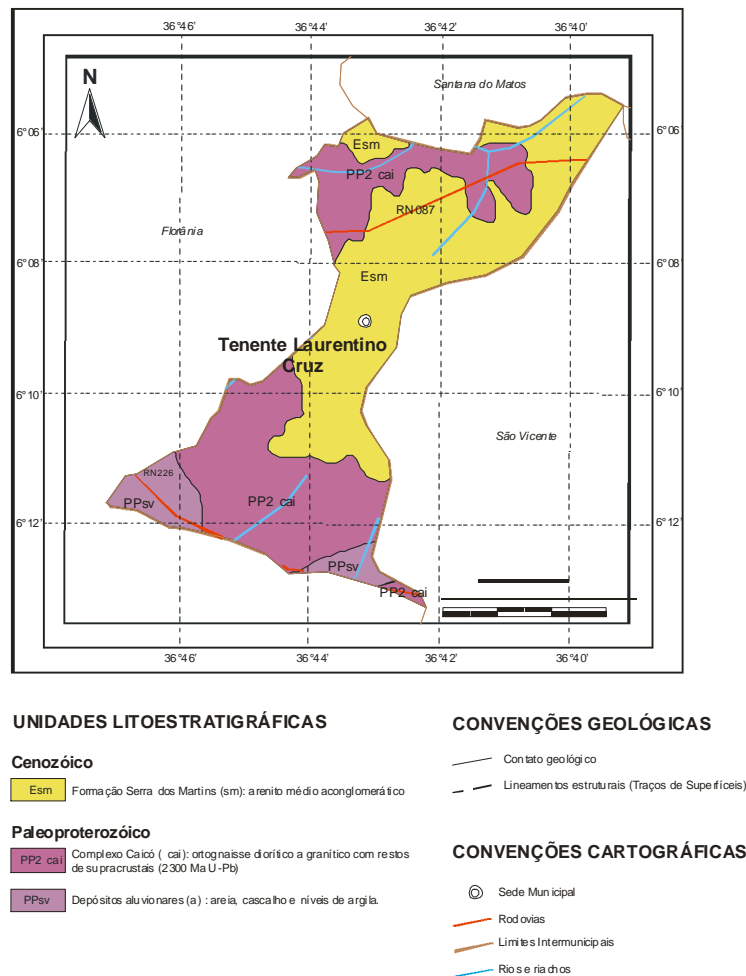 36°46' 36°44' 36°42' 36°40'
N
Santana do Matos
6°06' 6°06'
Esm
PP2 cai
RN 087
Florânia
6°08' 6°08'
Esm
Tenente Laurentino
Cruz
6°10' 6°10'
São Vicente
RN226
PPsv
PP2 cai
6°12' 6°12'
PPsv
PP2 cai
36°46' 36°44' 36°42' 36°40'
UNIDADES LITOESTRATIGRÁFICAS
Cenozóico
Esm Formação Serra dos Martins (sm): arenito médio aconglomerático
Paleoproterozóico
PP2 cai Complexo Caicó ( cai): ortognaisse diorítico a granítico com restos
de supracrustais (2300 Ma U-Pb)
PPsv Depósitos aluvionares (a) : areia, cascalho e níveis de argila.
CONVENÇÕES GEOLÓGICAS
Contato geológico
Lineamentos estruturais (Traços de Superfíceis)
CONVENÇÕES CARTOGRÁFICAS
Sede Municipal
Rodovias
Limites Intermunicipais
Rios e riachos